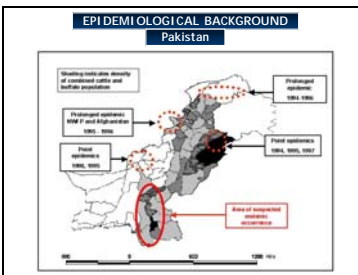 EPIDEMIOLOGICAL BACKGROUND
Pakistan
Shading indicates density
of combined cattle and
buffalo population
Prolonged
epidemic
1994-1996
Prolonged epidemic
NWFP and Afghanistan
1995 - 1996
Point
epidemics
Point epidemics
1994, 1995, 1997
Area of suspected
endemic
occurrence
600
0
600
1200